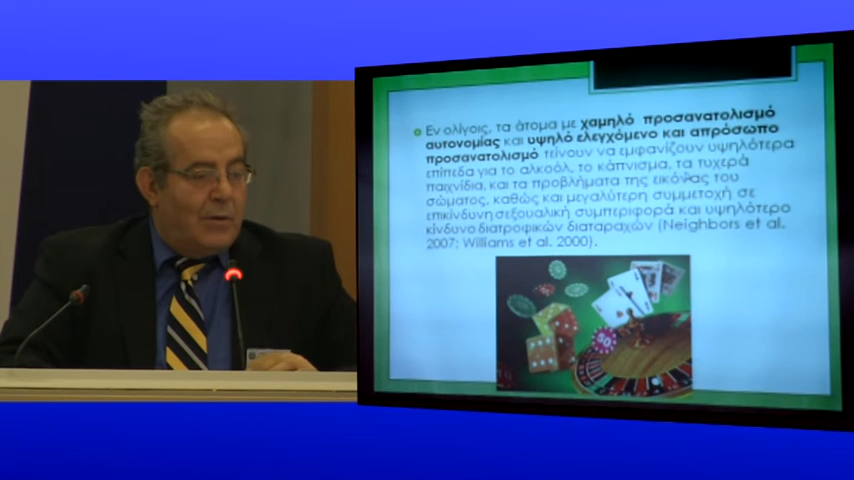 Εν ολίγοις, τα άτομα με χαμηλό προσανατολισμό
αυτονομίας και υψηλό ελεγχόμενο και απρόσωπο
προσανατολισμό τείνουν να εμφανίζουν υψηλότερα
επίπεδα για το αλκοόλ, το κάπνισμα, τα τυχερά
παιχνίδια, και τα προβλήματα της εικόνας του
σώματος, καθώς και μεγαλύτερη συμμετοχή σε
επικίνδυνη σεξουαλική συμπεριφορά και υψηλότερο
κίνδυνο διατροφικών διαταραχών (Neighbors et al.
2007; Williams et al. 2000).